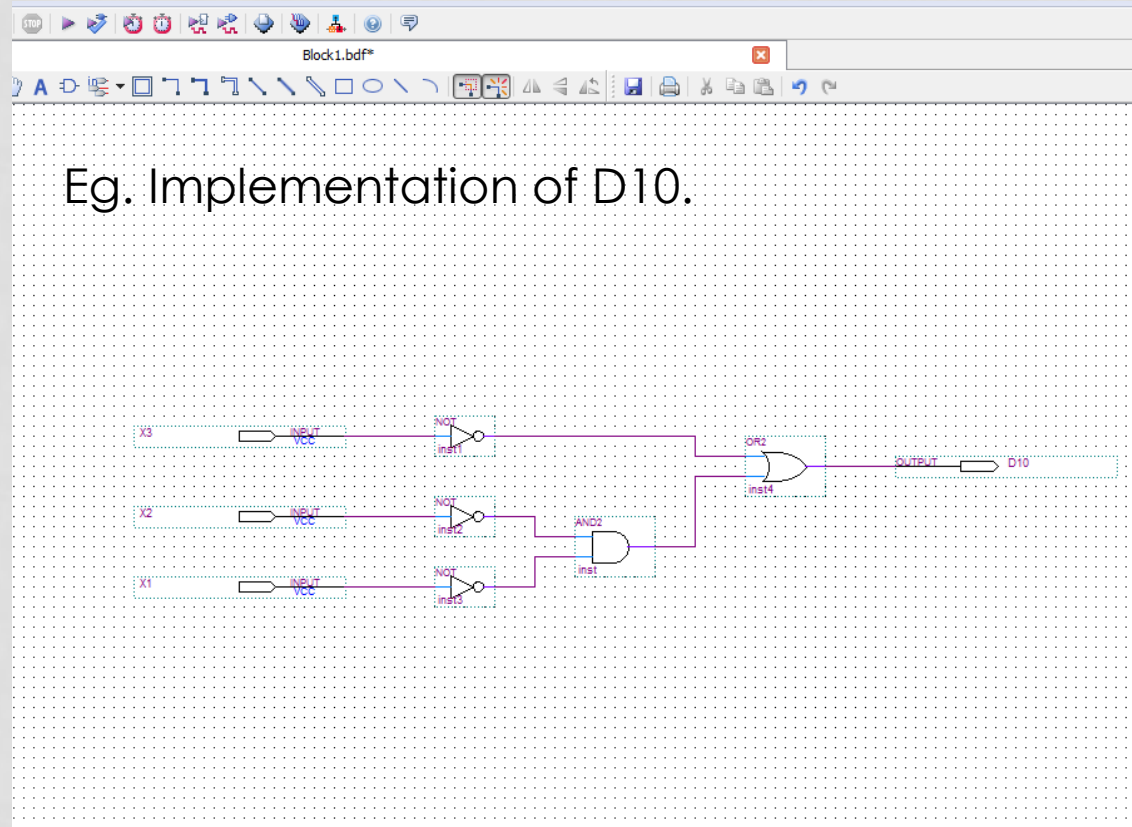 STOP
Block1.bdf*
A
Eg. Implementation of D10.
X3 INPUT VCC
NOT
inst1
OR2
inst4
OUTPUT D10
X2 INPUT VCC
NOT
inst2
AND2
inst
X1 INPUT VCC
NOT
inst3